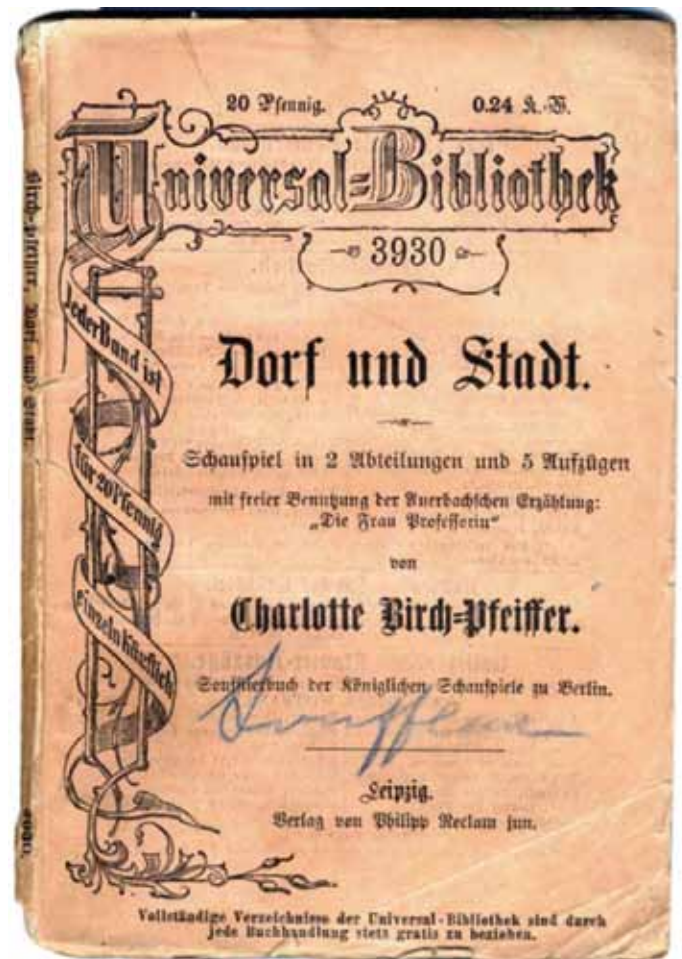 20 Pfennig. 0.24 K.-W.
Universal-Bibliothek
3930
Jeder Band ist
für 20 Pfennig
einzeln käuflich
Dorf und Stadt.
Schauspiel in 2 Abteilungen und 5 Aufzügen
mit freier Benutzung der Auerbachschen Erzählung:
„Die Frau Professorin“
von
Charlotte Birch-Pfeiffer.
Soufflierbuch der Königlichen Schauspiele zu Berlin.
Souffleur
Leipzig.
Verlag von Philipp Reclam jun.
Vollständige Verzeichnisse der Universal-Bibliothek sind durch
jede Buchhandlung stets gratis zu beziehen.
Birch-Pfeiffer, Dorf und Stadt.
3930.